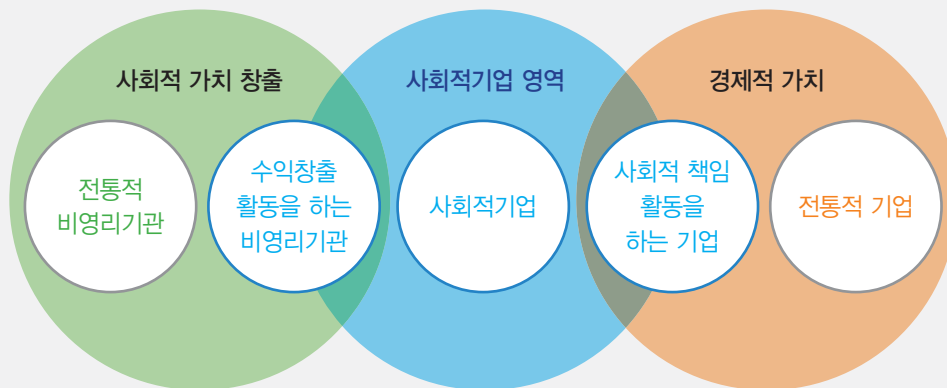 사회적 가치 창출
사회적기업 영역
경제적 가치
전통적
비영리기관
수익창출
활동을 하는
비영리기관
사회적기업
사회적 책임
활동을
하는 기업
전통적 기업